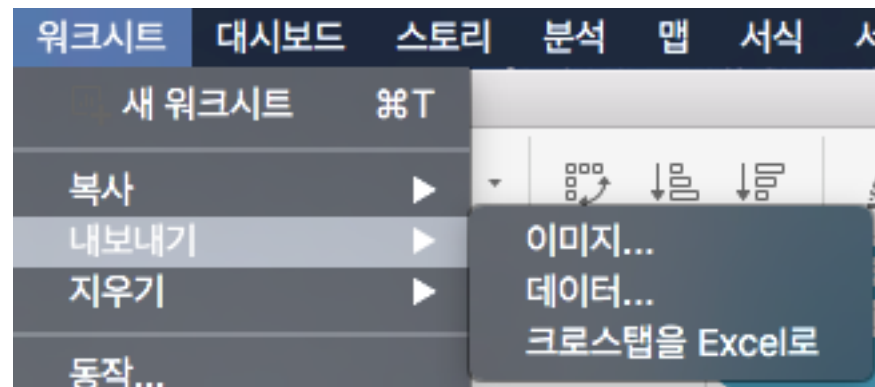 워크시트 대시보드 스토리 분석 맵 서식
새 워크시트 ⌘T
복사 ▶
내보내기 ▶
이미지...
데이터...
지우기 ▶
크로스탭을 Excel로
동작...